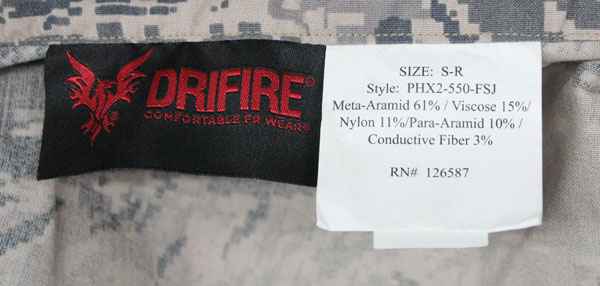 DRIFIRE®
COMFORTABLE FR WEAR®
®
SIZE: S-R
Style: PHX2-550-FSJ
Meta-Aramid 61% / Viscose 15%/
Nylon 11%/Para-Aramid 10% /
Conductive Fiber 3%
RN# 126587